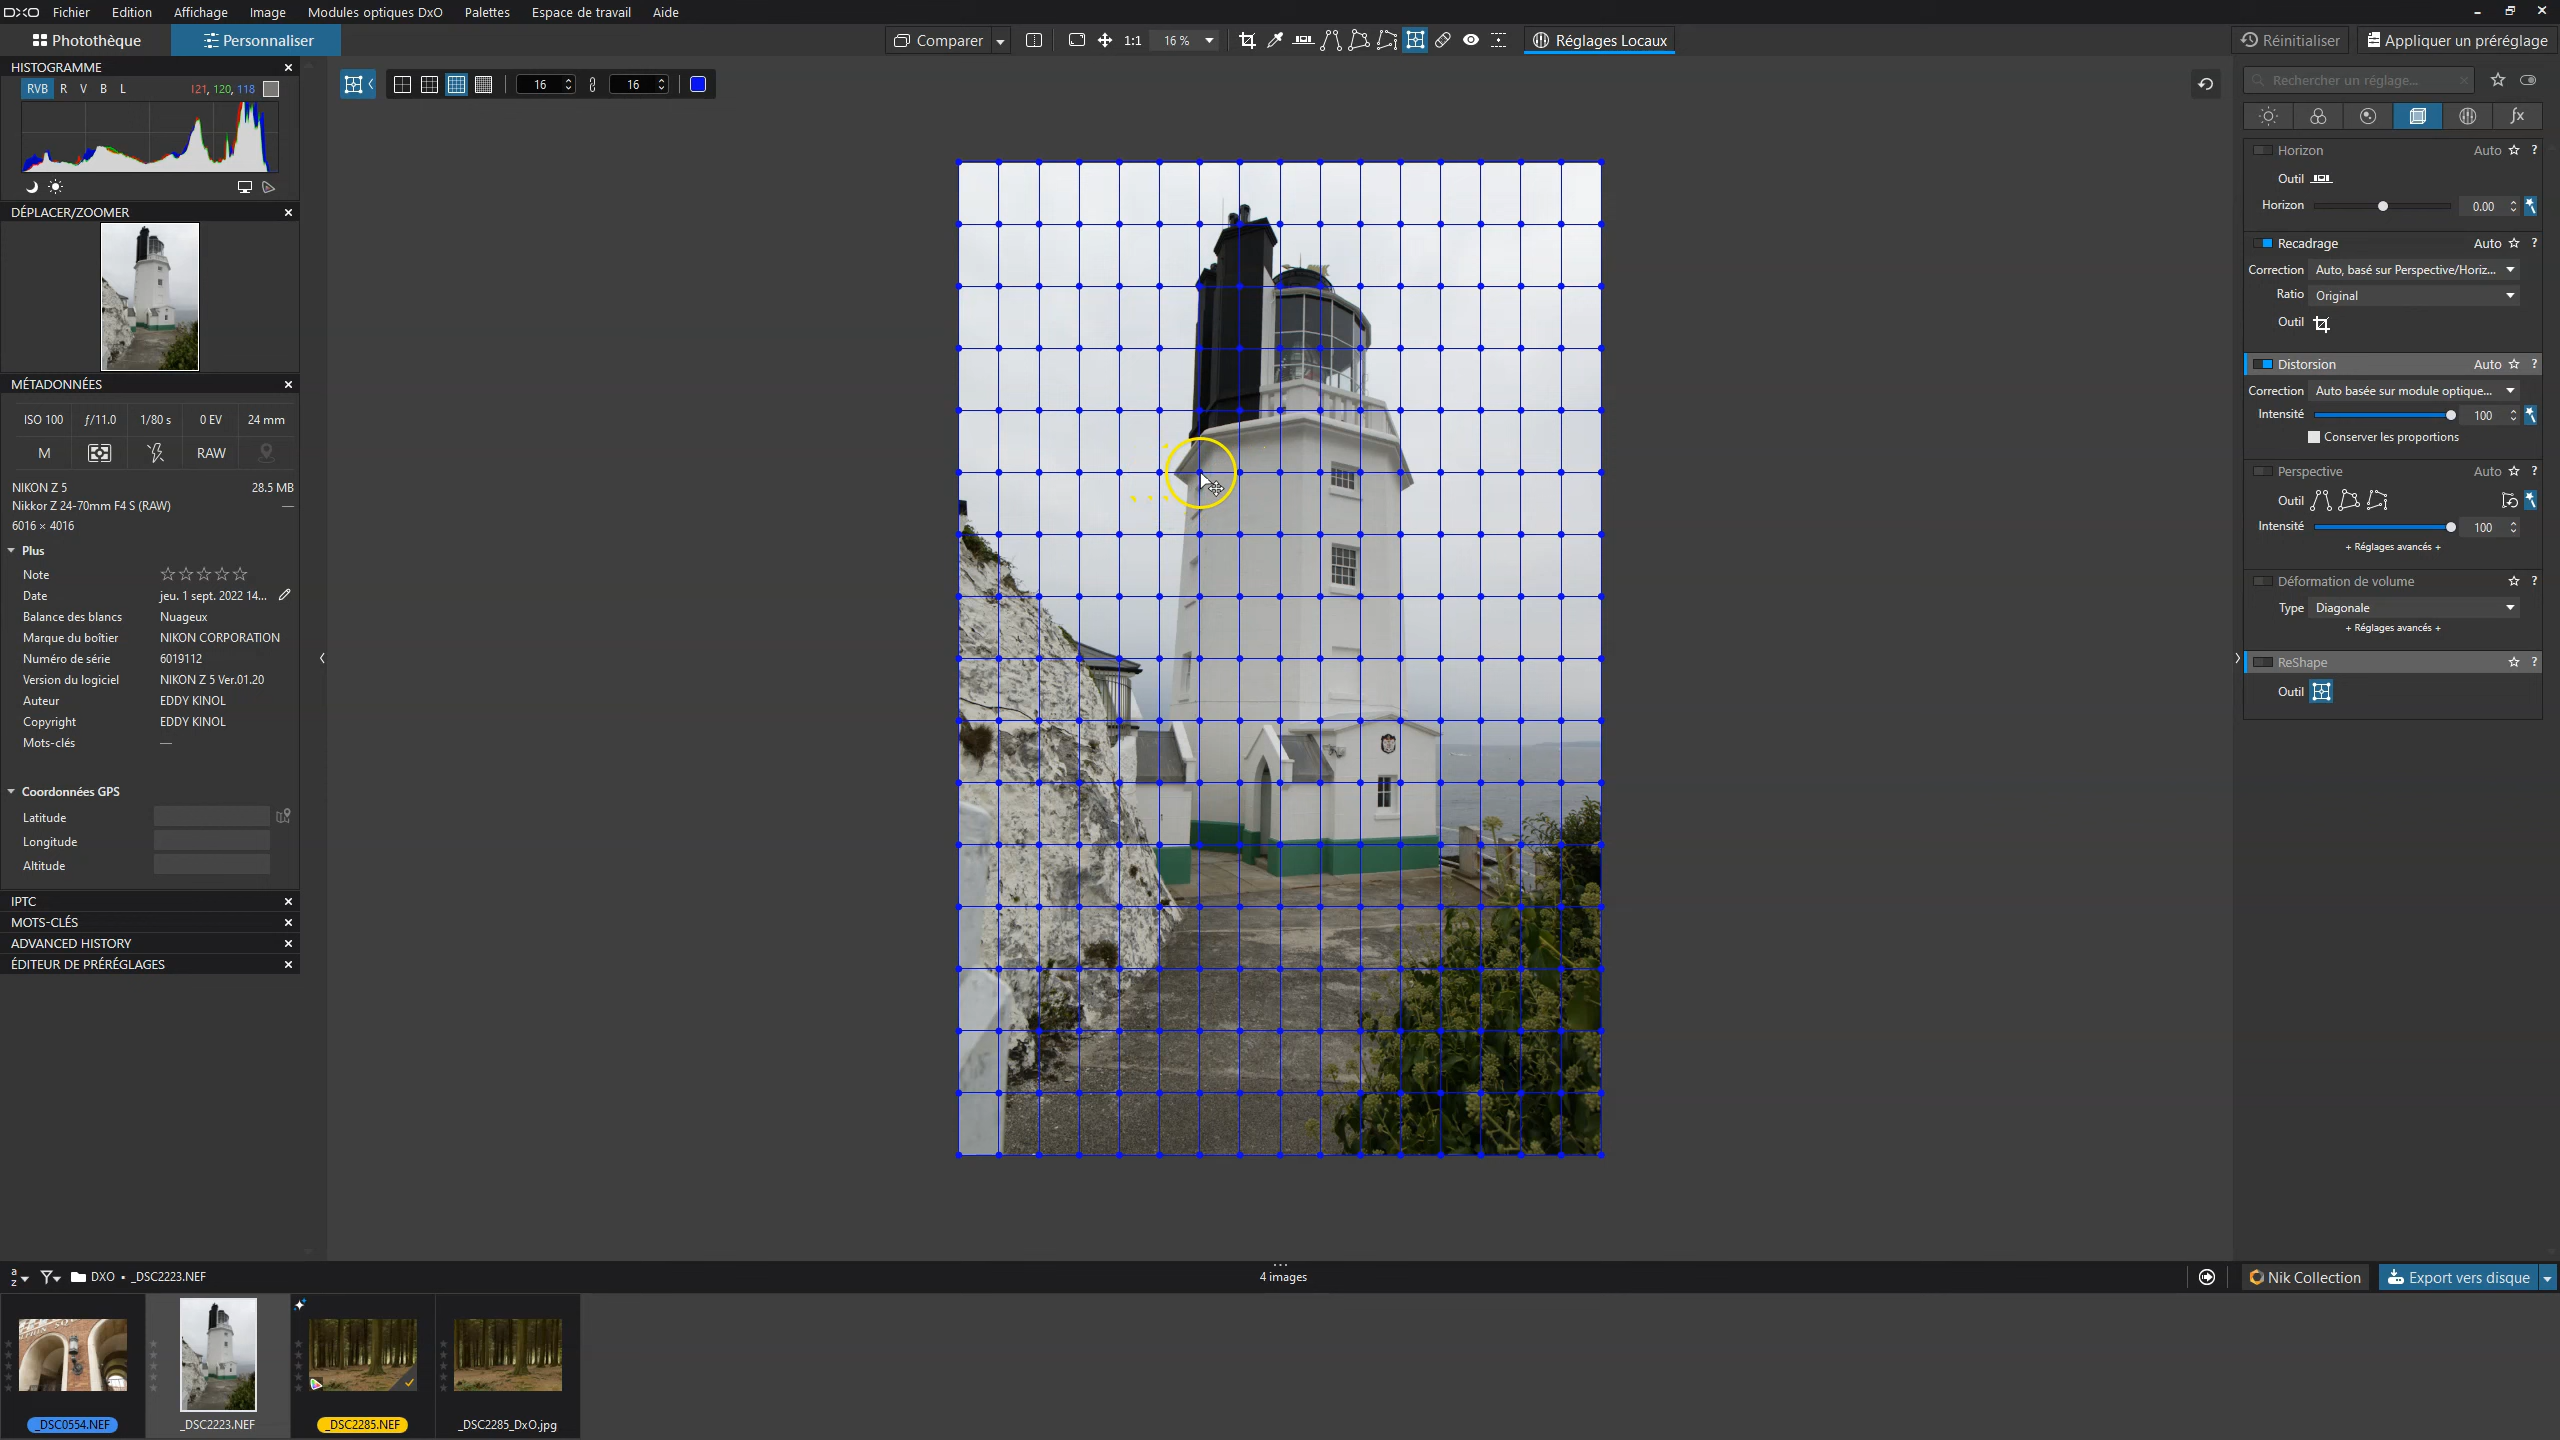 DXO Fichier Edition Affichage Image Modules optiques DxO Palettes Espace de travail Aide
Photothèque Personnaliser Comparer 1:1 16 % Réglages Locaux Réinitialiser Appliquer un préréglage
HISTOGRAMME
RVB R V B L 121, 120, 118
16 16
DÉPLACER/ZOOMER
MÉTADONNÉES
ISO 100 ƒ/11.0 1/80 s 0 EV 24 mm
M RAW
NIKON Z 5 28.5 MB
Nikkor Z 24-70mm F4 S (RAW) —
6016 × 4016
Plus
Note
Date jeu. 1 sept. 2022 14...
Balance des blancs Nuageux
Marque du boîtier NIKON CORPORATION
Numéro de série 6019112
Version du logiciel NIKON Z 5 Ver.01.20
Auteur EDDY KINOL
Copyright EDDY KINOL
Mots-clés —
Coordonnées GPS
Latitude
Longitude
Altitude
IPTC
MOTS-CLÉS
ADVANCED HISTORY
ÉDITEUR DE PRÉRÉGLAGES
Rechercher un réglage...
fx
Horizon Auto ?
Outil
Horizon 0.00
Recadrage Auto ?
Correction Auto, basé sur Perspective/Horiz...
Ratio Original
Outil
Distorsion Auto ?
Correction Auto basée sur module optique...
Intensité 100
Conserver les proportions
Perspective Auto ?
Outil
Intensité 100
+ Réglages avancés +
Déformation de volume ?
Type Diagonale
+ Réglages avancés +
ReShape ?
Outil
a z DXO • _DSC2223.NEF 4 images Nik Collection Export vers disque
_DSC0554.NEF _DSC2223.NEF _DSC2285.NEF _DSC2285_DxO.jpg